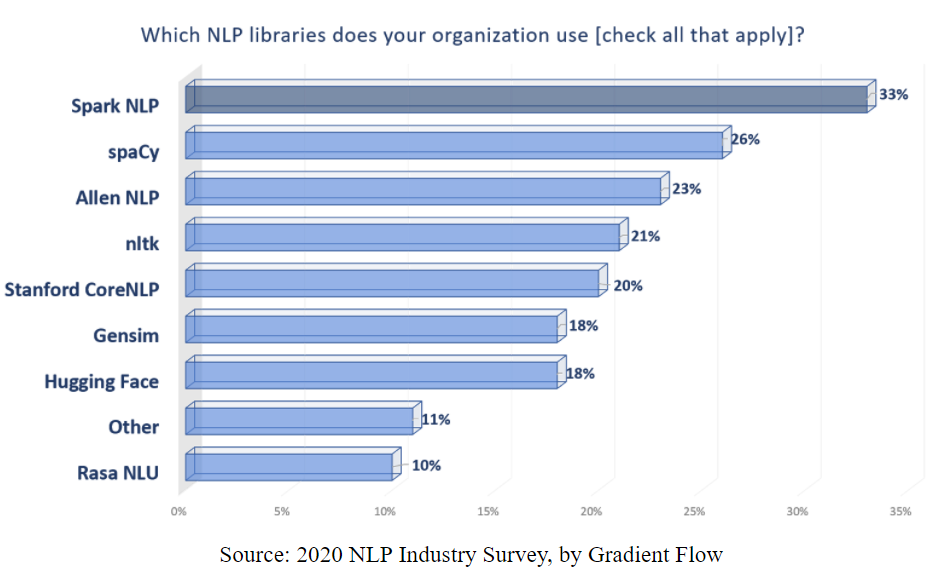 Which NLP libraries does your organization use [check all that apply]?
Spark NLP 33%
spaCy 26%
Allen NLP 23%
nltk 21%
Stanford CoreNLP 20%
Gensim 18%
Hugging Face 18%
Other 11%
Rasa NLU 10%
0% 5% 10% 15% 20% 25% 30% 35%
Source: 2020 NLP Industry Survey, by Gradient Flow